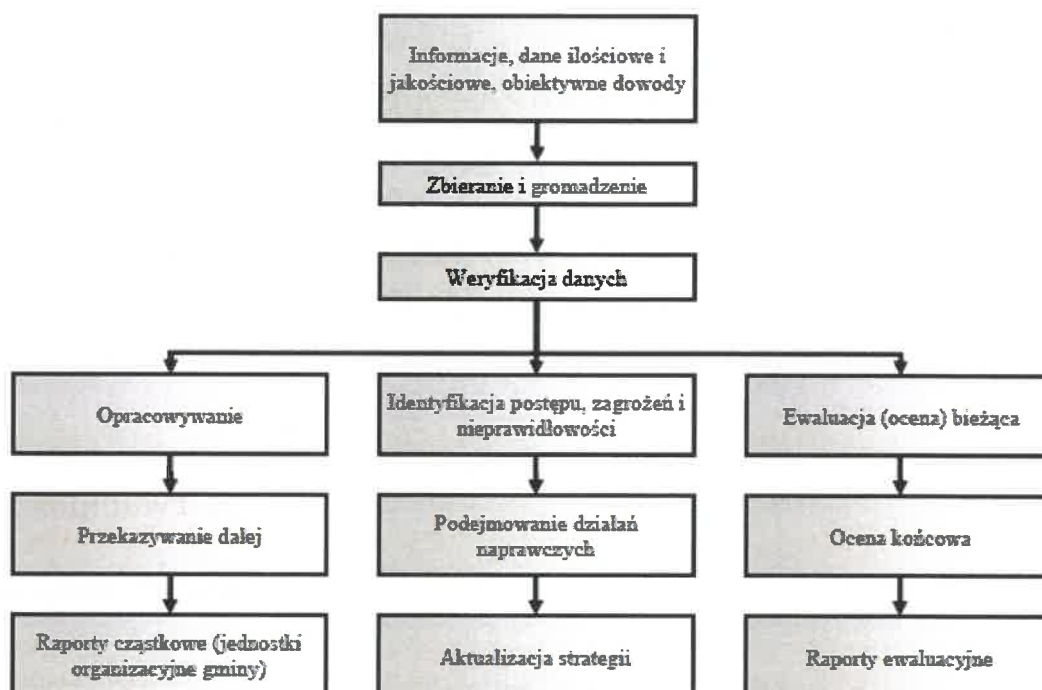 Informacje, dane ilościowe i
jakościowe, obiektywne dowody
Zbieranie i gromadzenie
Weryfikacja danych
Opracowywanie
Identyfikacja postępu, zagrożeń i
nieprawidłowości
Ewaluacja (ocena) bieżąca
Przekazywanie dalej
Podejmowanie działań
naprawczych
Ocena końcowa
Raporty cząstkowe (jednostki
organizacyjne gminy)
Aktualizacja strategii
Raporty ewaluacyjne